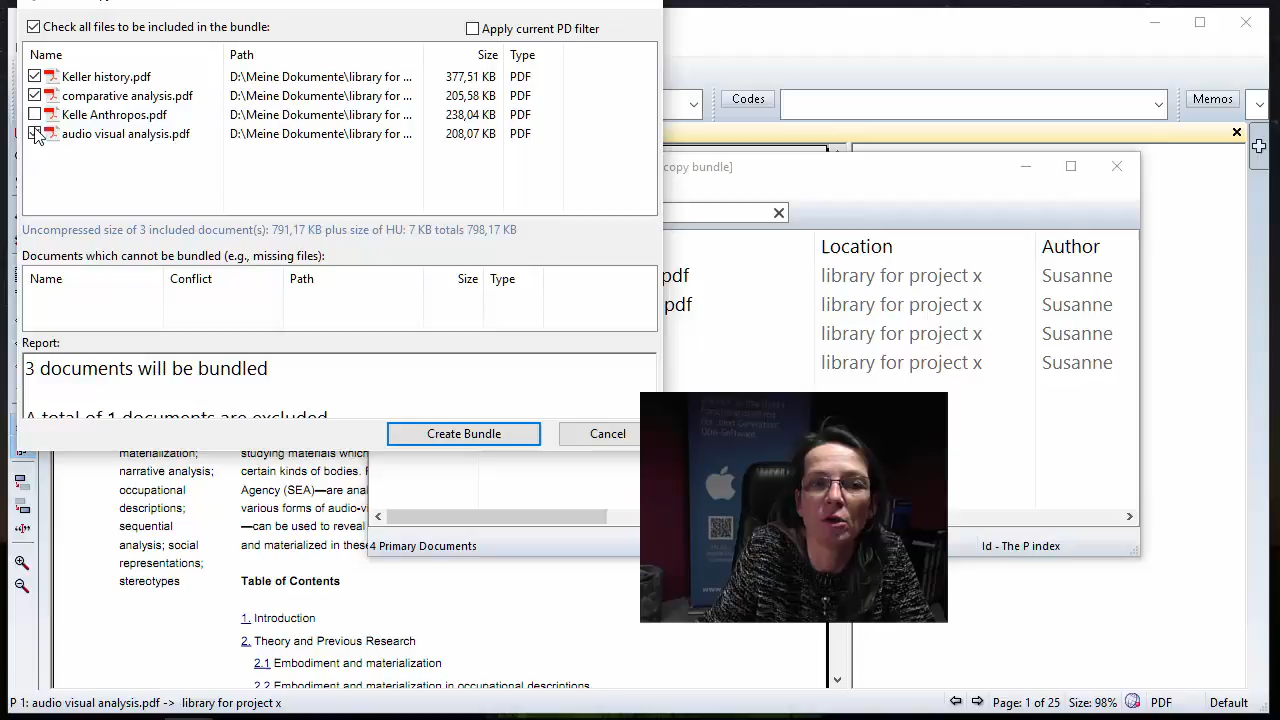 Check all files to be included in the bundle:
Apply current PD filter
Name Path Size Type
Keller history.pdf D:\Meine Dokumente\library for ... 377,51 KB PDF
comparative analysis.pdf D:\Meine Dokumente\library for ... 205,58 KB PDF
Kelle Anthropos.pdf D:\Meine Dokumente\library for ... 238,04 KB PDF
audio visual analysis.pdf D:\Meine Dokumente\library for ... 208,07 KB PDF
Uncompressed size of 3 included document(s): 791,17 KB plus size of HU: 7 KB totals 798,17 KB
Documents which cannot be bundled (e.g., missing files):
Name Conflict Path Size Type
Report:
3 documents will be bundled
A total of 1 documents are excluded
Create Bundle
Cancel
Codes
Memos
copy bundle]
Location Author
pdf library for project x Susanne
pdf library for project x Susanne
library for project x Susanne
library for project x Susanne
4 Primary Documents
Id - The P index
materialization;
narrative analysis;
occupational
descriptions;
sequential
analysis; social
representations;
stereotypes
studying materials which
certain kinds of bodies.
Agency (SEA)—are anal
various forms of audio-vi
—can be used to reveal
and materialized in these
Table of Contents
1. Introduction
2. Theory and Previous Research
2.1 Embodiment and materialization
2.2 Embodiment and materialization in occupational descriptions
P 1: audio visual analysis.pdf -> library for project x
Page: 1 of 25
Size: 98%
PDF
Default